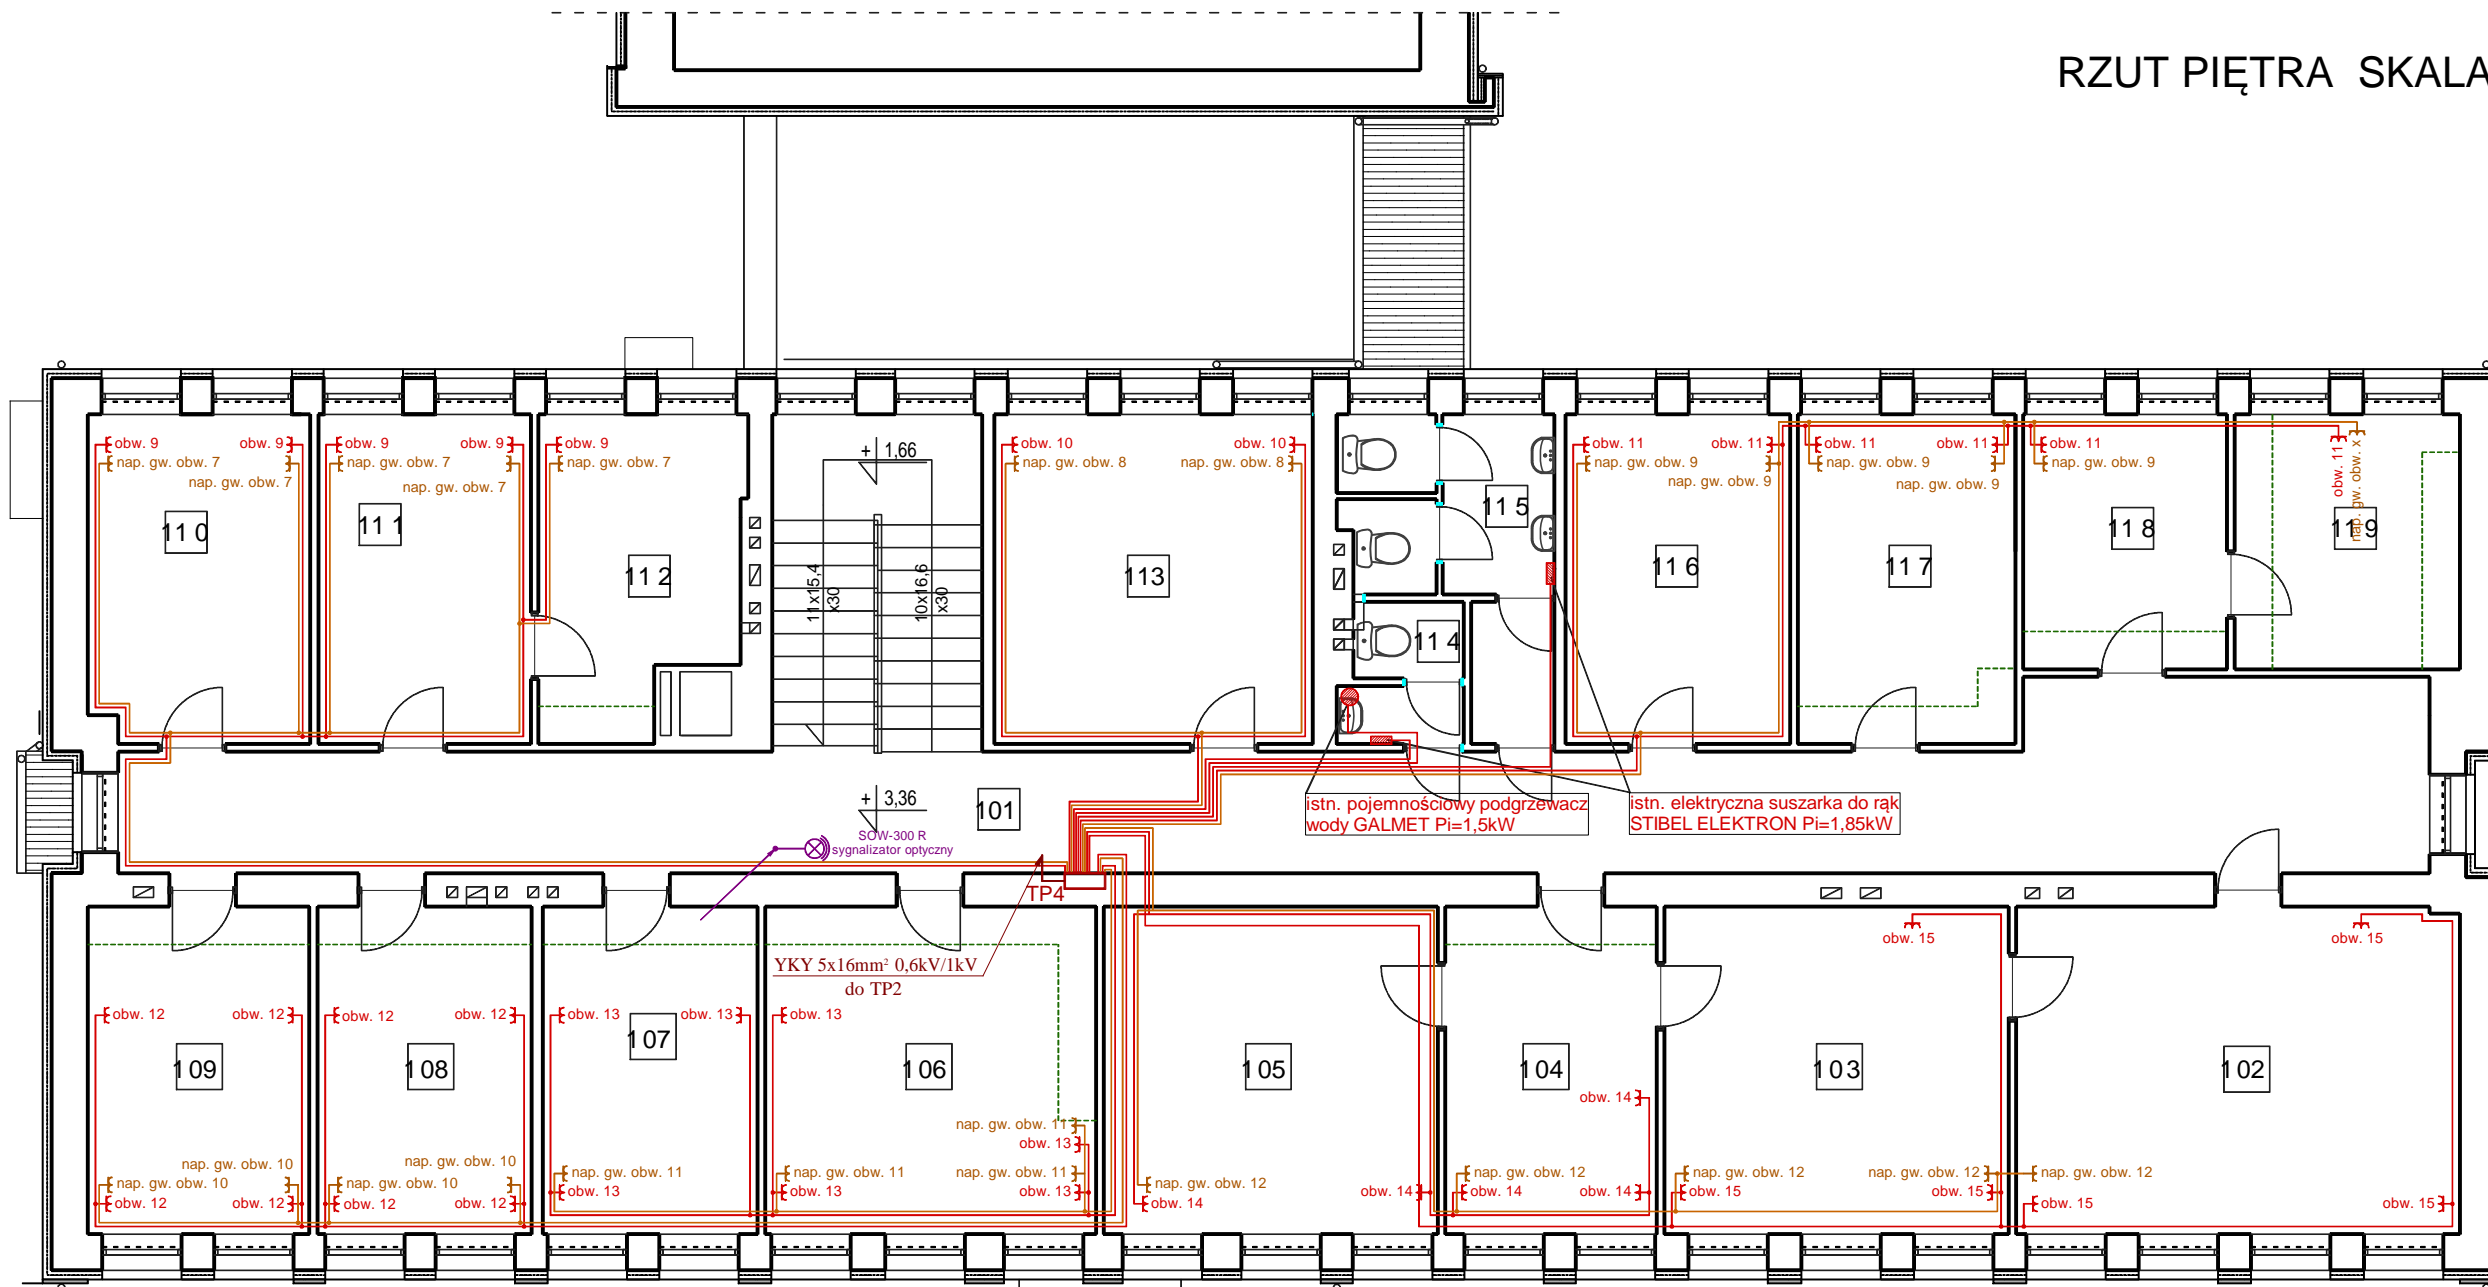 RZUT PIĘTRA  SKALA
obw. 9
obw. 9
obw. 9
obw. 9
obw. 9
nap. gw. obw. 7
nap. gw. obw. 7
nap. gw. obw. 7
nap. gw. obw. 7
nap. gw. obw. 7
110
111
112
+ 1,66
11x15,4
x30
10x16,6
x30
obw. 10
obw. 10
nap. gw. obw. 8
nap. gw. obw. 8
113
115
114
obw. 11
obw. 11
nap. gw. obw. 9
nap. gw. obw. 9
116
obw. 11
obw. 11
nap. gw. obw. 9
nap. gw. obw. 9
117
obw. 11
nap. gw. obw. 9
118
obw. 11
nap. gw. obw. x
119
+ 3,36
101
SOW-300 R
sygnalizator optyczny
TP4
istn. pojemnościowy podgrzewacz
wody GALMET Pi=1,5kW
istn. elektryczna suszarka do rąk
STIBEL ELEKTRON Pi=1,85kW
YKY 5x16mm² 0,6kV/1kV
do TP2
obw. 12
obw. 12
109
nap. gw. obw. 10
nap. gw. obw. 10
obw. 12
obw. 12
obw. 12
obw. 12
108
nap. gw. obw. 10
nap. gw. obw. 10
obw. 12
obw. 12
obw. 13
obw. 13
107
nap. gw. obw. 11
obw. 13
obw. 13
106
nap. gw. obw. 11
obw. 13
nap. gw. obw. 11
nap. gw. obw. 11
obw. 13
obw. 13
105
nap. gw. obw. 12
obw. 14
obw. 14
104
obw. 14
nap. gw. obw. 12
obw. 14
obw. 14
obw. 15
103
nap. gw. obw. 12
nap. gw. obw. 12
obw. 15
obw. 15
obw. 15
102
nap. gw. obw. 12
obw. 15
obw. 15